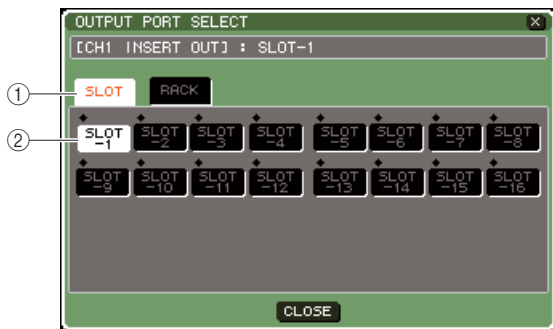 OUTPUT PORT SELECT X
[CH1 INSERT OUT] : SLOT-1
① SLOT RACK
② SLOT-1 SLOT-2 SLOT-3 SLOT-4 SLOT-5 SLOT-6 SLOT-7 SLOT-8
SLOT-9 SLOT-10 SLOT-11 SLOT-12 SLOT-13 SLOT-14 SLOT-15 SLOT-16
CLOSE